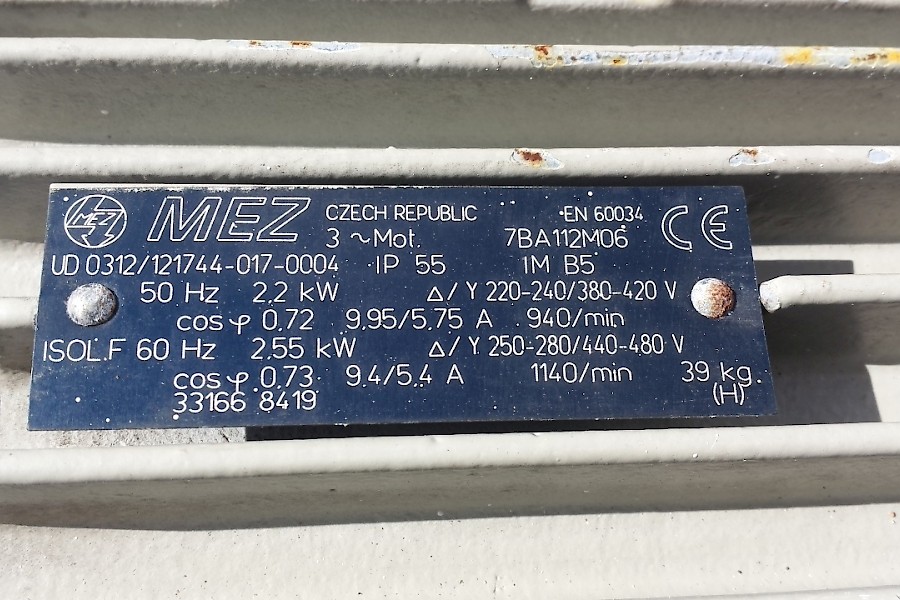 MEZ MEZ CZECH REPUBLIC EN 60034 CE
3 ~Mot. 7BA112M06
UD 0312/121744-017-0004 IP 55 IM B5
50 Hz 2.2 kW Δ/Y 220-240/380-420 V
cos φ 0.72 9.95/5.75 A 940/min
ISOL.F 60 Hz 2.55 kW Δ/Y 250-280/440-480 V
cos φ 0.73 9.4/5.4 A 1140/min 39 kg.
33166 8419 (H)